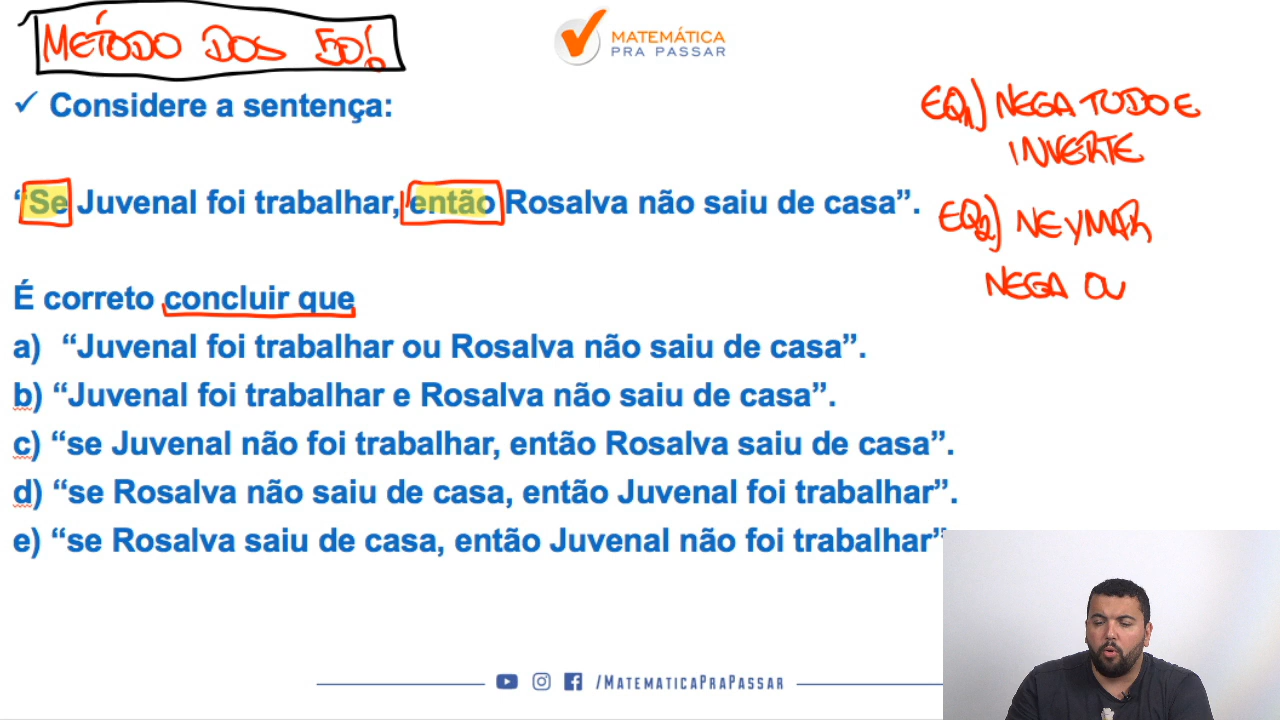 MÉTODO DOS 50!
MATEMÁTICA
PRA PASSAR
✓ Considere a sentença:
EQ1) NEGA TUDO E
INVERTE
“Se Juvenal foi trabalhar, então Rosalva não saiu de casa”.
EQ2) NEYMAR
NEGA OU
É correto concluir que
a) “Juvenal foi trabalhar ou Rosalva não saiu de casa”.
b) “Juvenal foi trabalhar e Rosalva não saiu de casa”.
c) “se Juvenal não foi trabalhar, então Rosalva saiu de casa”.
d) “se Rosalva não saiu de casa, então Juvenal foi trabalhar”.
e) “se Rosalva saiu de casa, então Juvenal não foi trabalhar”
/MATEMATICAPRAPASSAR